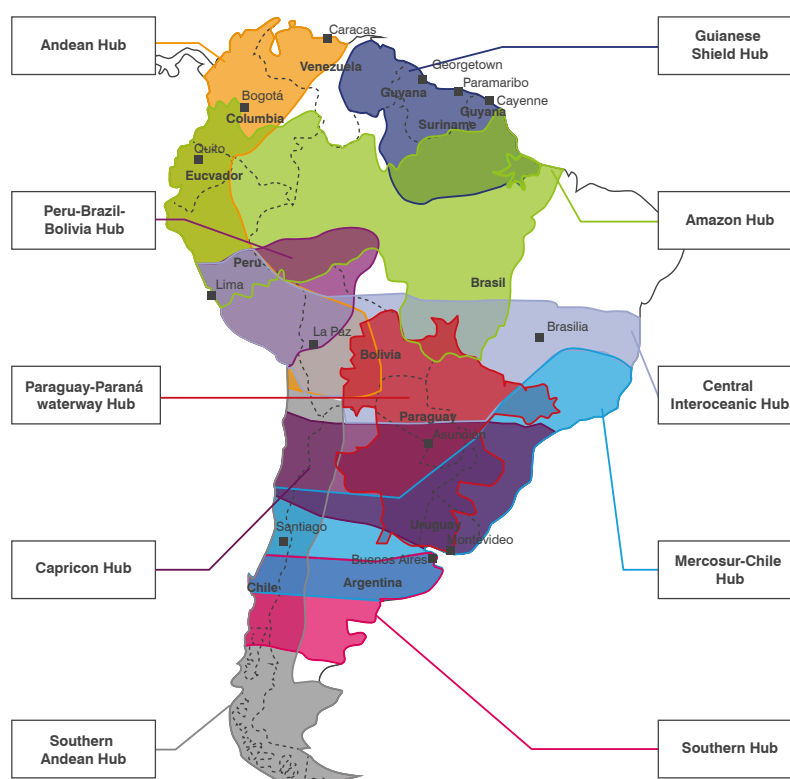 Andean Hub
Caracas
Guianese
Shield Hub
Venezuela
Georgetown
Guyana
Paramaribo
Bogotá
Cayenne
Columbia
Guyana
Suriname
Quito
Eucvador
Peru-Brazil-
Bolivia Hub
Amazon Hub
Perú
Lima
Brasil
La Paz
Brasilia
Bolivia
Paraguay-Paraná
waterway Hub
Central
Interoceanic Hub
Paraguay
Asunción
Santiago
Uruguay
Montevideo
Buenos Aires
Capricon Hub
Mercosur-Chile
Hub
Chile
Argentina
Southern
Andean Hub
Southern Hub